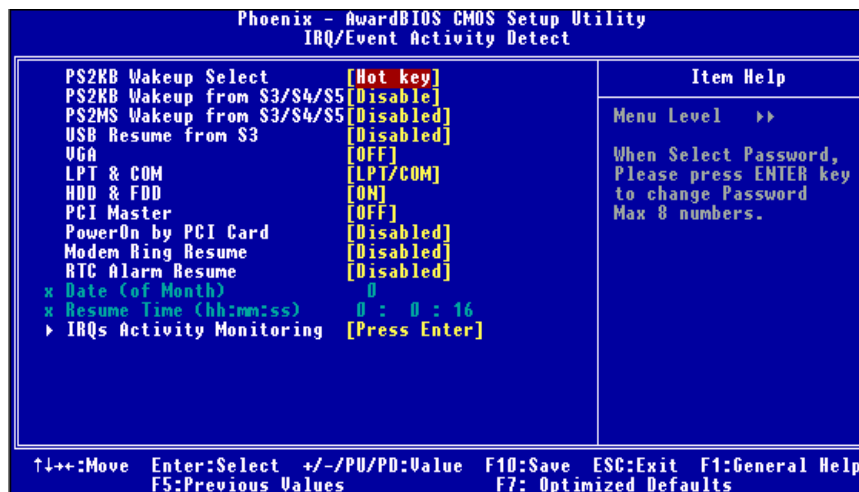 Phoenix - AwardBIOS CMOS Setup Utility
IRQ/Event Activity Detect
PS2KB Wakeup Select [Hot key]
PS2KB Wakeup from S3/S4/S5[Disable]
PS2MS Wakeup from S3/S4/S5[Disabled]
USB Resume from S3 [Disabled]
VGA [OFF]
LPT & COM [LPT/COM]
HDD & FDD [ON]
PCI Master [OFF]
PowerOn by PCI Card [Disabled]
Modem Ring Resume [Disabled]
RTC Alarm Resume [Disabled]
x Date (of Month) 0
x Resume Time (hh:mm:ss) 0 : 0 : 16
▸ IRQs Activity Monitoring [Press Enter]
Item Help
Menu Level ▸▸
When Select Password,
Please press ENTER key
to change Password
Max 8 numbers.
↑↓→←:Move Enter:Select +/-/PU/PD:Value F10:Save ESC:Exit F1:General Help
F5:Previous Values F7: Optimized Defaults